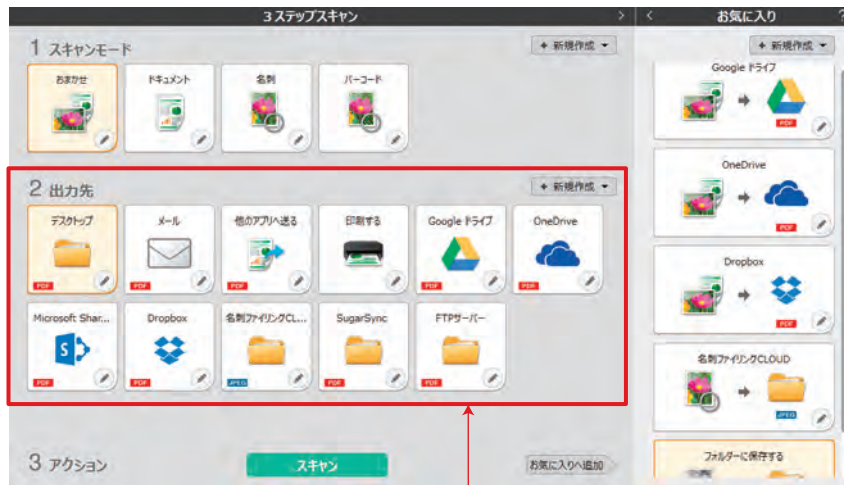 3ステップスキャン
>
<
お気に入り
?
1 スキャンモード
+ 新規作成
おまかせ
ドキュメント
名刺
バーコード
2 出力先
+ 新規作成
デスクトップ
PDF
メール
PDF
他のアプリへ送る
PDF
印刷する
Google ドライブ
PDF
OneDrive
PDF
Microsoft Shar...
S
PDF
Dropbox
PDF
名刺ファイリングCL...
JPEG
SugarSync
PDF
FTPサーバー
PDF
3 アクション
スキャン
お気に入りへ追加
+ 新規作成
Google ドライブ
PDF
OneDrive
PDF
Dropbox
PDF
名刺ファイリングCLOUD
JPEG
フォルダーに保存する